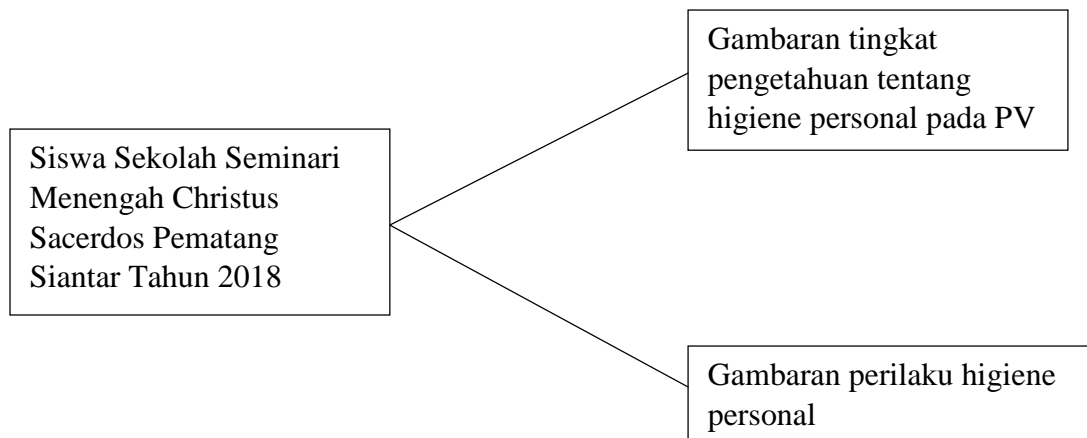 Gambaran tingkat
pengetahuan tentang
higiene personal pada PV
Siswa Sekolah Seminari
Menengah Christus
Sacerdos Pematang
Siantar Tahun 2018
Gambaran perilaku higiene
personal